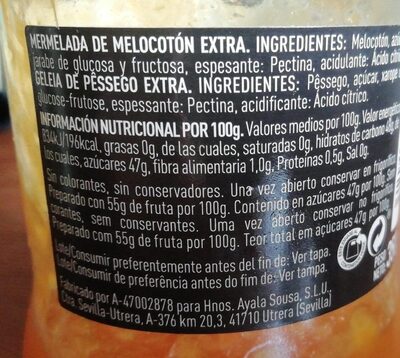 MERMELADA DE MELOCOTÓN EXTRA. INGREDIENTES: Melocotón,
jarabe de glucosa y fructosa, espesante: Pectina, acidulante: Ácido
GELEIA DE PÊSSEGO EXTRA. INGREDIENTES: Pêssego, açúcar, xarope
glucose-frutose, espessante: Pectina, acidificante: Ácido cítrico.
INFORMACIÓN NUTRICIONAL POR 100g. Valores medios por 100g. Valor
834KJ/196kcal, grasas 0g, de las cuales, saturadas 0g, hidratos de carbono
los cuales, azúcares 47g, fibra alimentaria 1,0g, Proteínas 0,5g, Sal 0g.
Sin colorantes, sin conservadores. Una vez abierto conservar en frigorífico
Preparado con 55g de fruta por 100g. Contenido en azúcares 47g por 100g. Sem
corantes, sem conservantes. Uma vez aberto conservar no frigorífico
Preparado com 55g de fruta por 100g. Teor total em açúcares 47g por 100g.
Lote/Consumir preferentemente antes del fin de: Ver tapa.
Lote/Consumir de preferência antes do fim de: Ver tampa.
Fabricado por A-47002878 para Hnos. Ayala Sousa, S.L.U.,
Ctra. Sevilla-Utrera, A-376 km 20,3, 41710 Utrera (Sevilla)